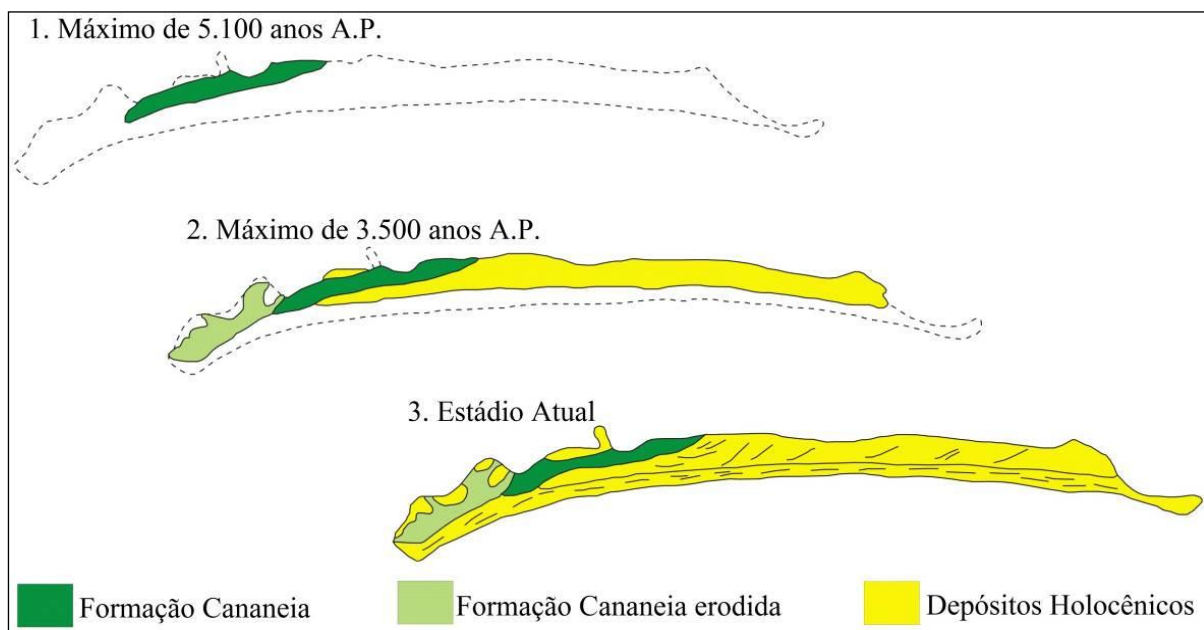 1. Máximo de 5.100 anos A.P.
2. Máximo de 3.500 anos A.P.
3. Estádio Atual
Formação Cananeia
Formação Cananeia erodida
Depósitos Holocênicos